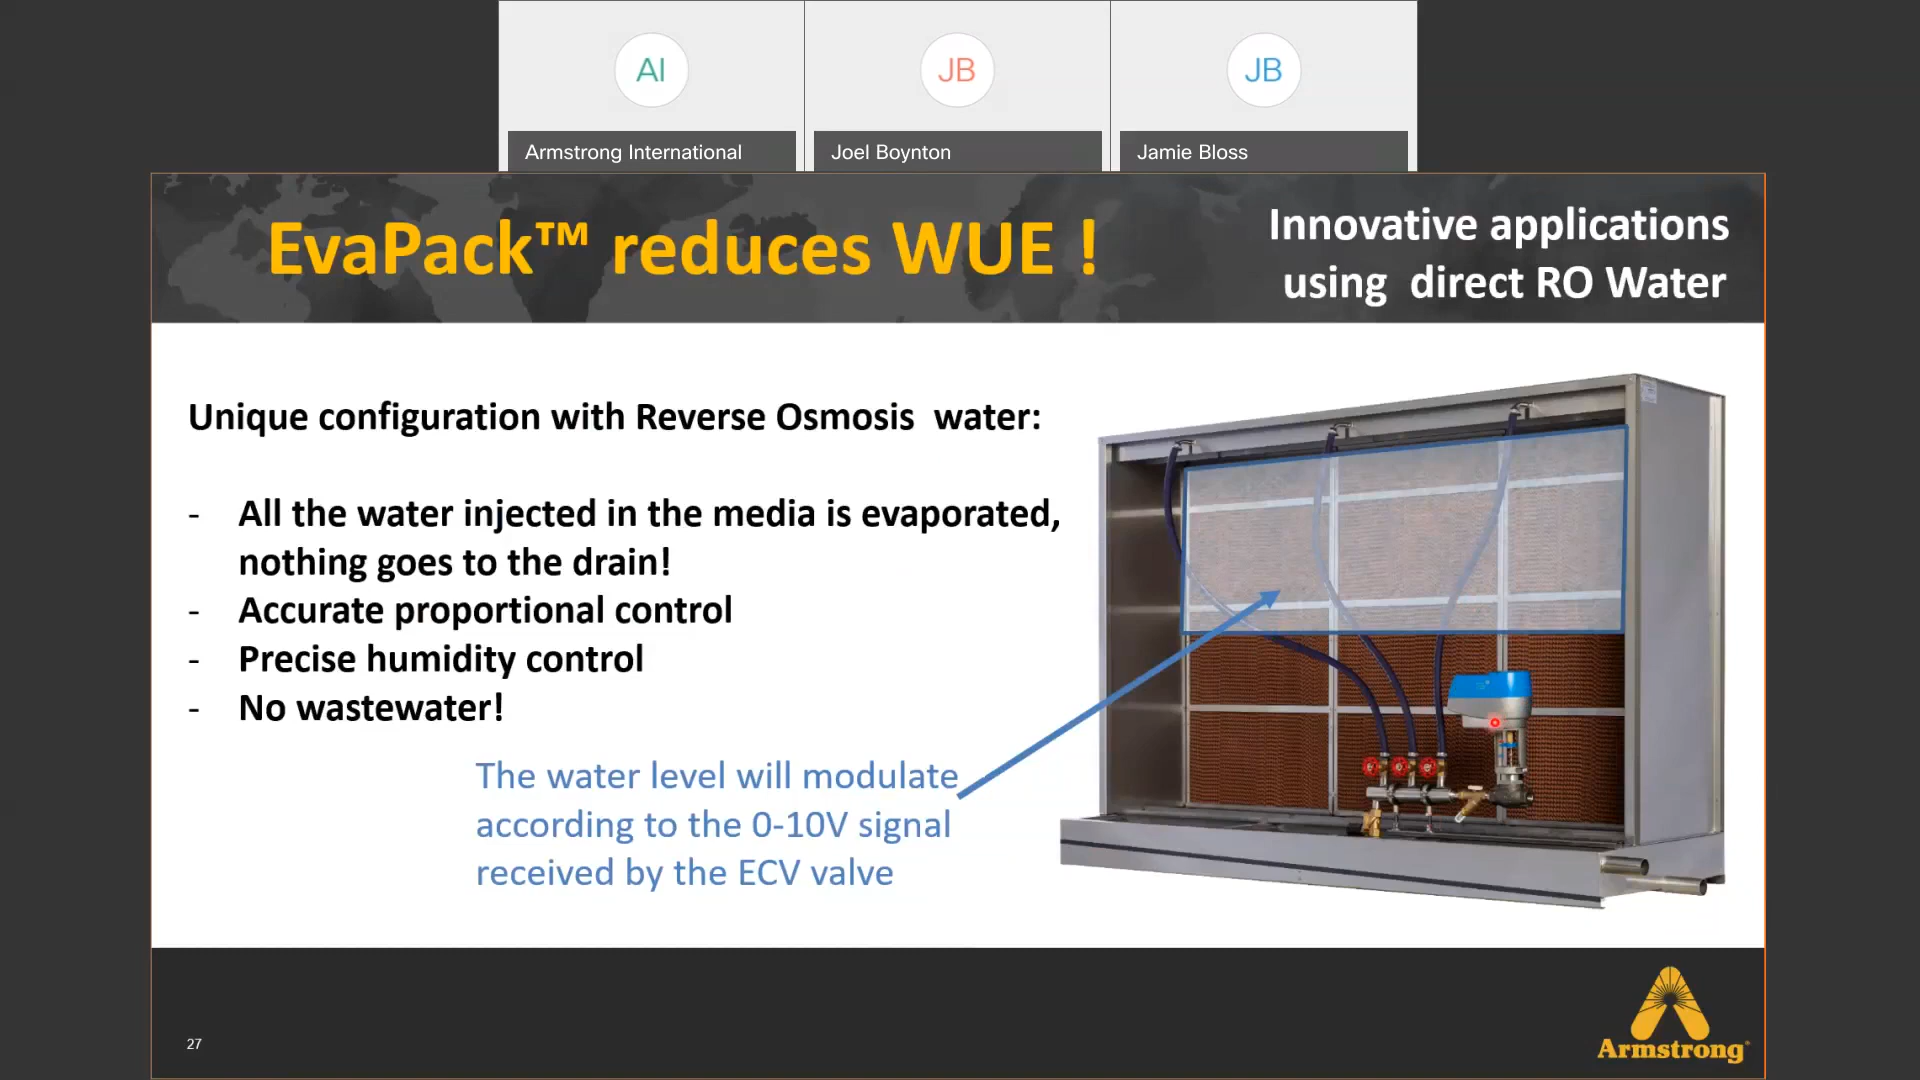 AI
JB
JB
Armstrong International
Joel Boynton
Jamie Bloss
EvaPack™ reduces WUE !
Innovative applications
using direct RO Water
Unique configuration with Reverse Osmosis water:
- All the water injected in the media is evaporated,
nothing goes to the drain!
- Accurate proportional control
- Precise humidity control
- No wastewater!
The water level will modulate
according to the 0-10V signal
received by the ECV valve
27
Armstrong®